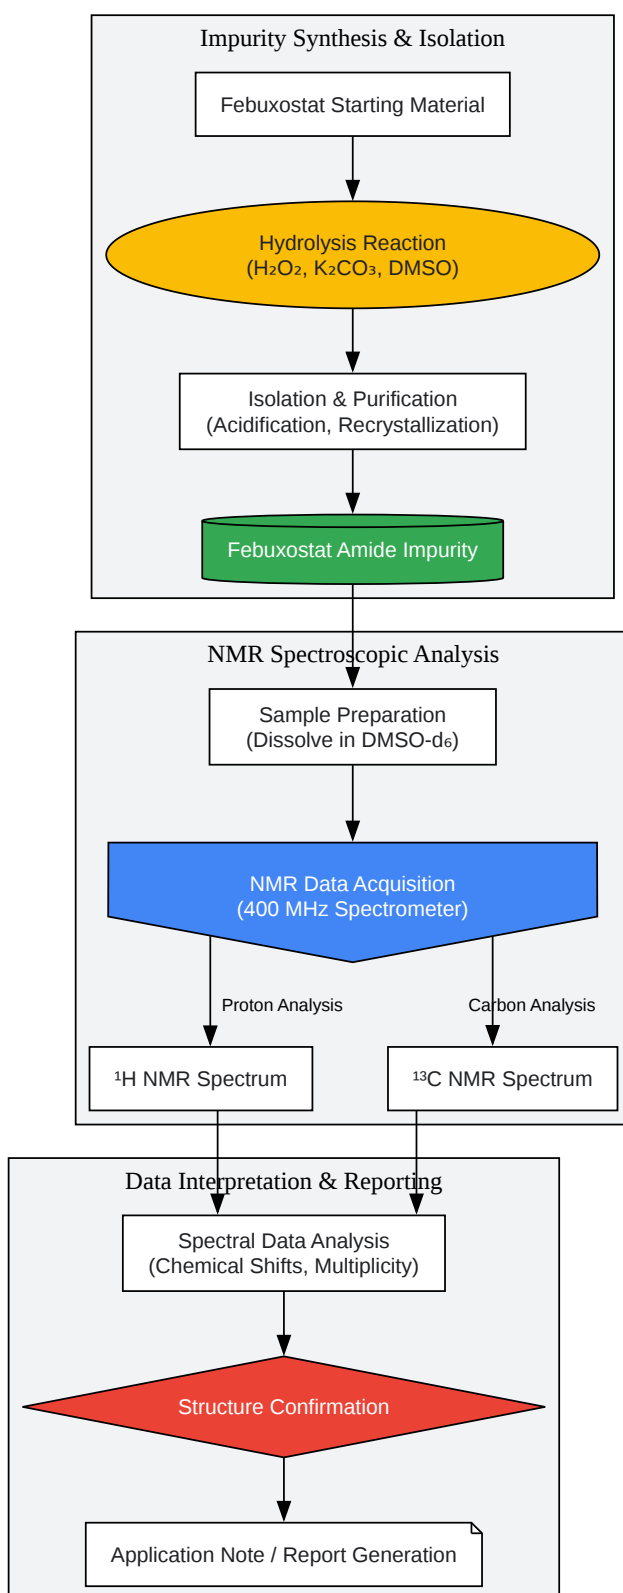 Impurity Synthesis & Isolation
Febuxostat Starting Material
Hydrolysis Reaction
(H₂O₂, K₂CO₃, DMSO)
Isolation & Purification
(Acidification, Recrystallization)
Febuxostat Amide Impurity
NMR Spectroscopic Analysis
Sample Preparation
(Dissolve in DMSO-d₆)
NMR Data Acquisition
(400 MHz Spectrometer)
Proton Analysis
Carbon Analysis
¹H NMR Spectrum
¹³C NMR Spectrum
Data Interpretation & Reporting
Spectral Data Analysis
(Chemical Shifts, Multiplicity)
Structure Confirmation
Application Note / Report Generation